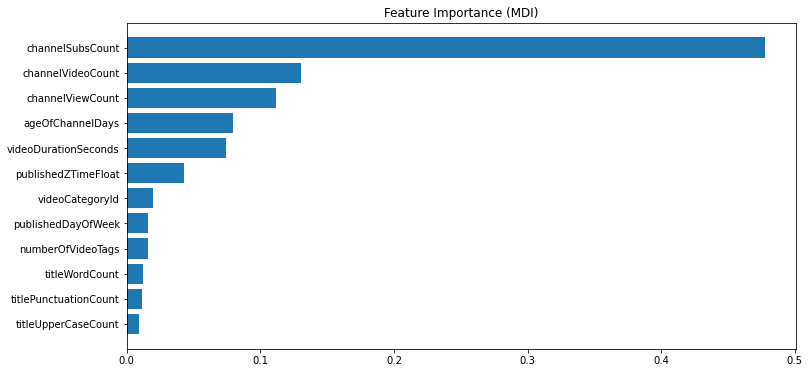 Feature Importance (MDI)
channelSubsCount
channelVideoCount
channelViewCount
ageOfChannelDays
videoDurationSeconds
publishedZTimeFloat
videoCategoryId
publishedDayOfWeek
numberOfVideoTags
titleWordCount
titlePunctuationCount
titleUpperCaseCount
0.0 0.1 0.2 0.3 0.4 0.5